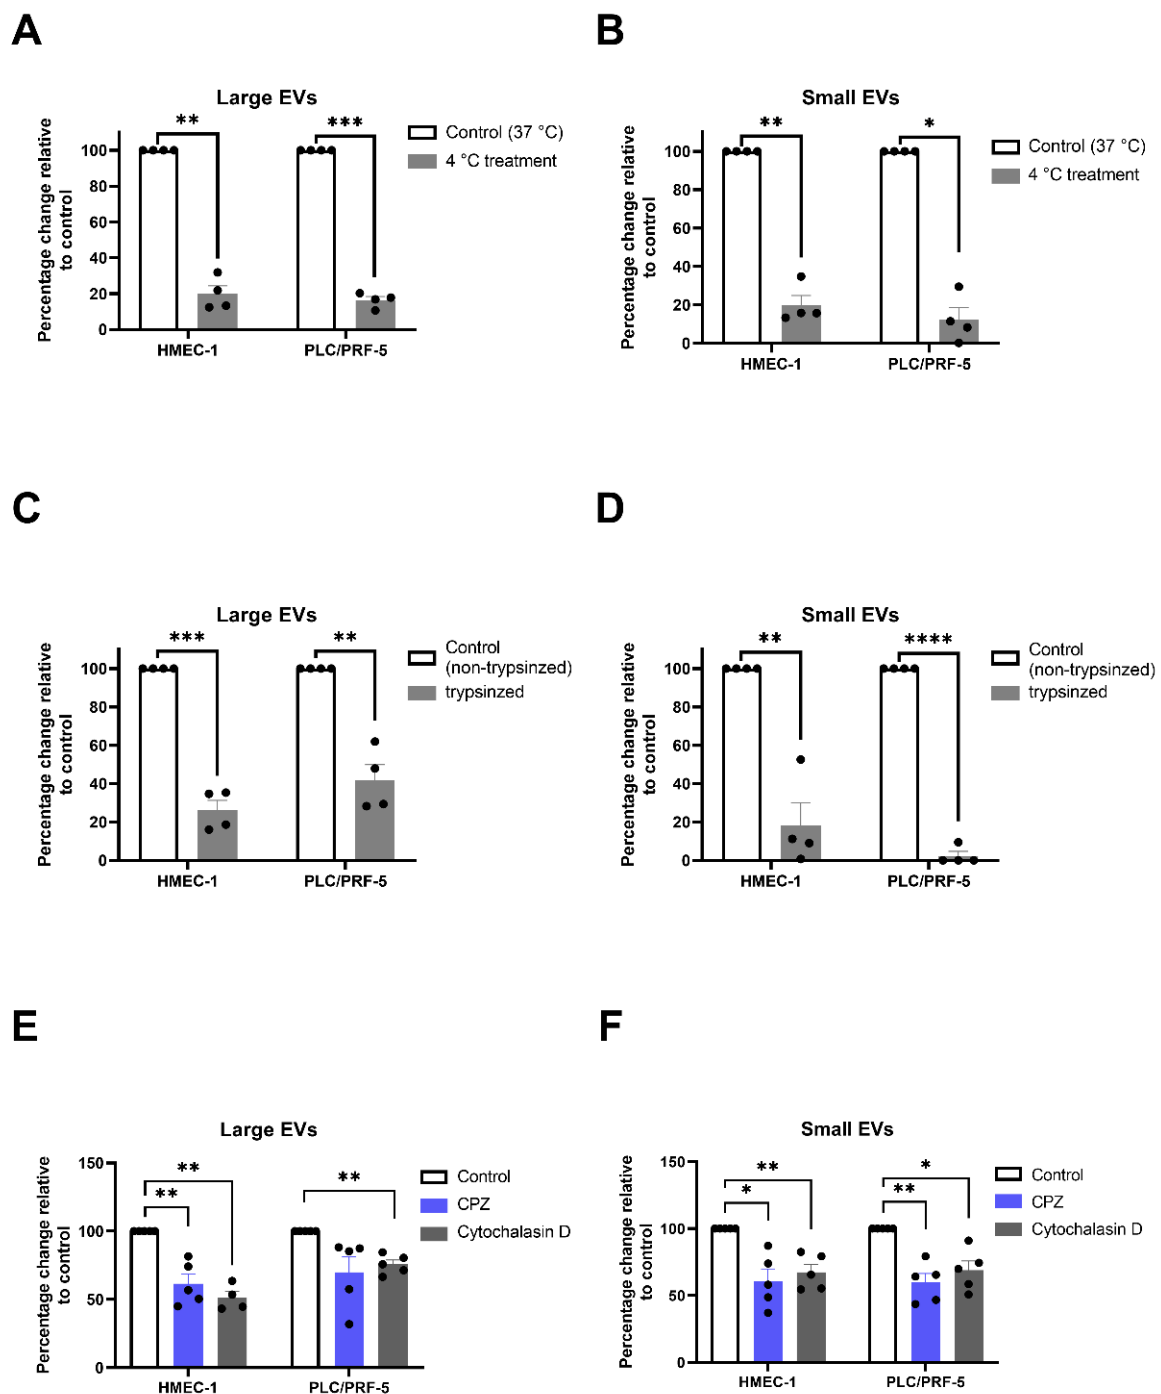 A
Large EVs
Percentage change relative
to control
100
80
60
40
20
0
**
***
HMEC-1
PLC/PRF-5
Control (37 °C)
4 °C treatment
B
Small EVs
Percentage change relative
to control
100
80
60
40
20
0
**
*
HMEC-1
PLC/PRF-5
Control (37 °C)
4 °C treatment
C
Large EVs
Percentage change relative
to control
100
80
60
40
20
0
***
**
HMEC-1
PLC/PRF-5
Control
(non-trypsinzed)
trypsinzed
D
Small EVs
Percentage change relative
to control
100
80
60
40
20
0
**
****
HMEC-1
PLC/PRF-5
Control
(non-trypsinzed)
trypsinzed
E
Large EVs
Percentage change relative
to control
150
100
50
0
**
**
**
HMEC-1
PLC/PRF-5
Control
CPZ
Cytochalasin D
F
Small EVs
Percentage change relative
to control
150
100
50
0
**
*
*
**
HMEC-1
PLC/PRF-5
Control
CPZ
Cytochalasin D